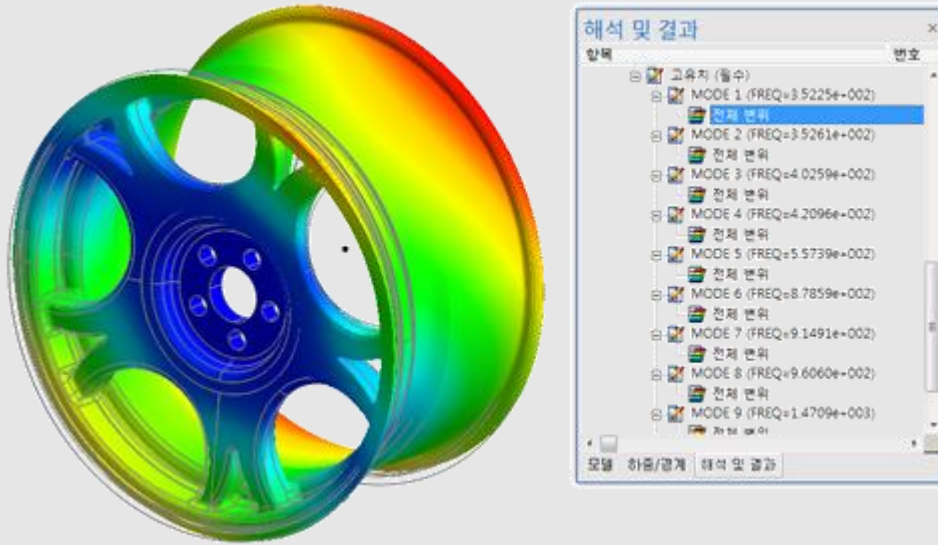 해석 및 결과
항목 번호
고유치 (필수)
MODE 1 (FREQ=3.5225e+002)
전체 변위
MODE 2 (FREQ=3.5261e+002)
전체 변위
MODE 3 (FREQ=4.0259e+002)
전체 변위
MODE 4 (FREQ=4.2096e+002)
전체 변위
MODE 5 (FREQ=5.5739e+002)
전체 변위
MODE 6 (FREQ=8.7859e+002)
전체 변위
MODE 7 (FREQ=9.1491e+002)
전체 변위
MODE 8 (FREQ=9.6060e+002)
전체 변위
MODE 9 (FREQ=1.4709e+003)
전체 변위
모델 하중/경계 해석 및 결과